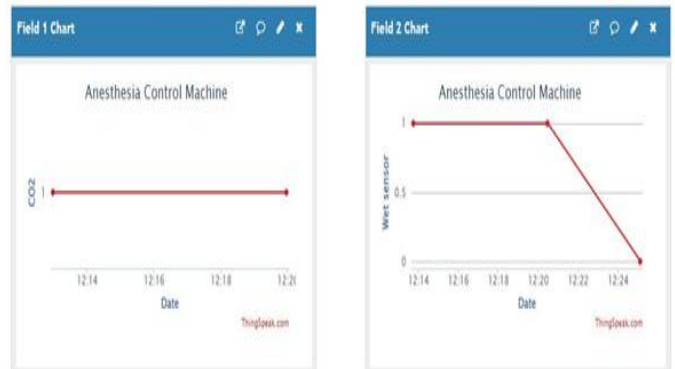 Field 1 Chart
Anesthesia Control Machine
CO2
1
12:14 12:16 12:18 12:20
Date
ThingSpeak.com
Field 2 Chart
Anesthesia Control Machine
Wet sensor
1
0.5
0
12:14 12:16 12:18 12:20 12:22 12:24
Date
ThingSpeak.com